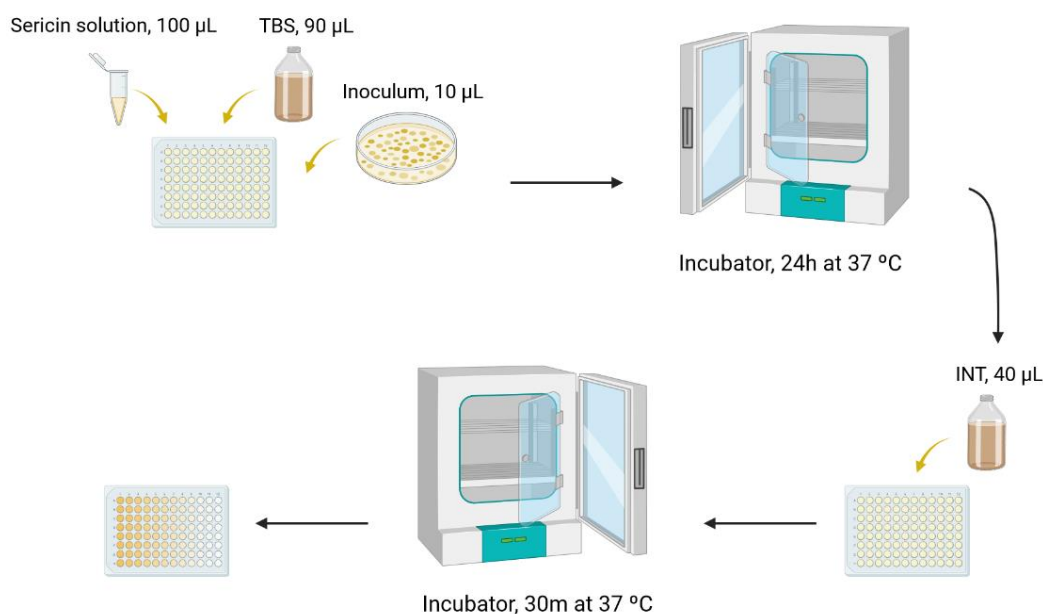 Sericin solution, 100 µL
TBS, 90 µL
Inoculum, 10 µL
Incubator, 24h at 37 ºC
INT, 40 µL
Incubator, 30m at 37 ºC